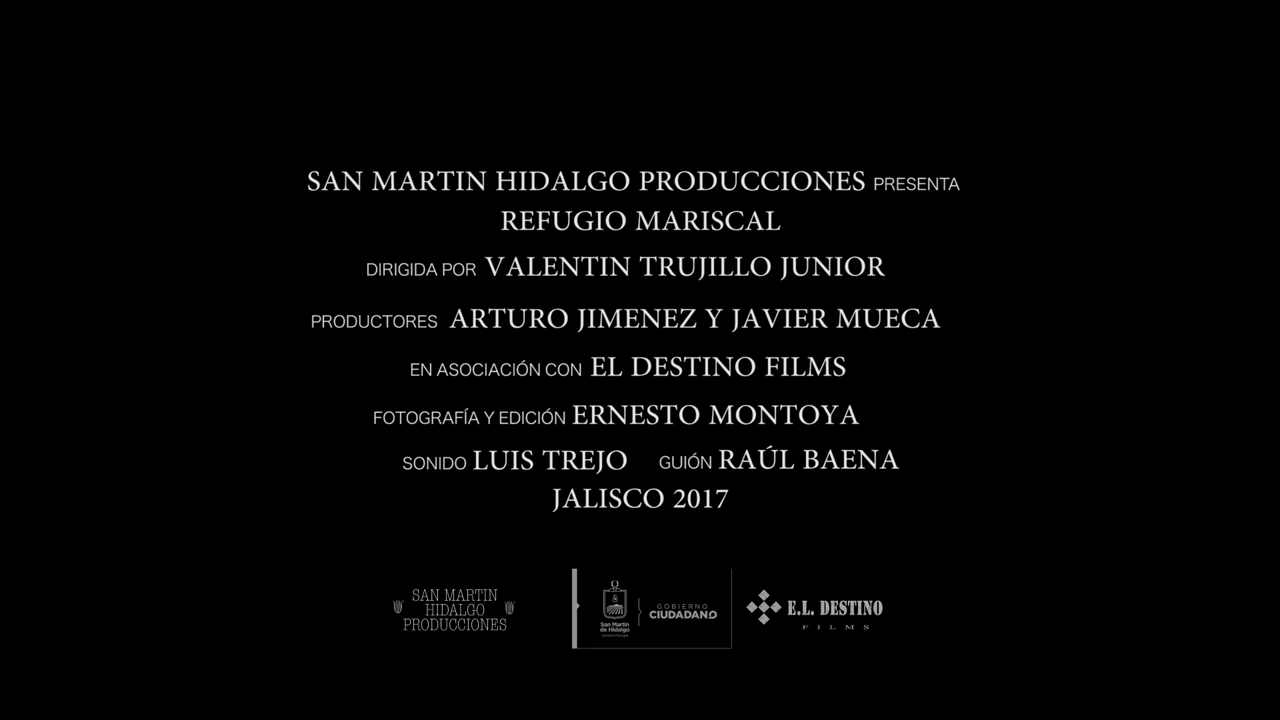 SAN MARTIN HIDALGO PRODUCCIONES PRESENTA
REFUGIO MARISCAL
DIRIGIDA POR VALENTIN TRUJILLO JUNIOR
PRODUCTORES ARTURO JIMENEZ Y JAVIER MUECA
EN ASOCIACIÓN CON EL DESTINO FILMS
FOTOGRAFÍA Y EDICIÓN ERNESTO MONTOYA
SONIDO LUIS TREJO GUIÓN RAÚL BAENA
JALISCO 2017
SAN MARTIN
HIDALGO
PRODUCCIONES
San Martín
de Hidalgo
GOBIERNO
CIUDADANO
E.L. DESTINO
FILMS